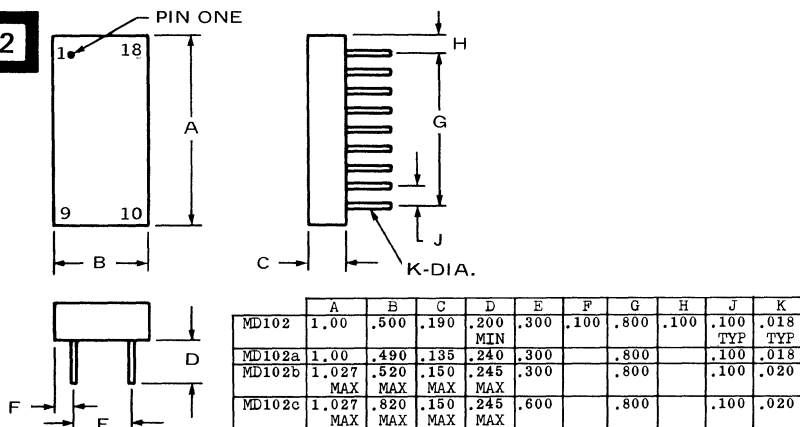 2
PIN ONE
1 18
H
A
G
9 10
J
B
C
K-DIA.
D
F
E
A B C D E F G H J K
MD102 1.00 .500 .190 .200 .300 .100 .800 .100 .100 .018
MIN TYP TYP
MD102a 1.00 .490 .135 .240 .300 .800 .100 .018
MD102b 1.027 .520 .150 .245 .300 .800 .100 .020
MAX MAX MAX MAX
MD102c 1.027 .820 .150 .245 .600 .800 .100 .020
MAX MAX MAX MAX